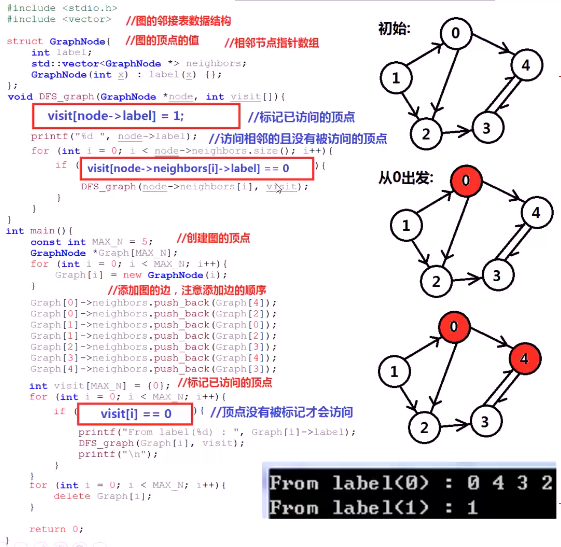 #include <stdio.h>
#include <vector> //图的邻接表数据结构
struct GraphNode{ //图的顶点的值
int label; //相邻节点指针数组
std::vector<GraphNode *> neighbors;
GraphNode(int x) : label(x) {};
};
void DFS_graph(GraphNode *node, int visit[]){
visit[node->label] = 1; //标记已访问的顶点
printf("%d ", node->label); //访问相邻的且没有被访问的顶点
for (int i = 0; i < node->neighbors.size(); i++){
if ( visit[node->neighbors[i]->label] == 0 ){
DFS_graph(node->neighbors[i], visit);
}
}
}
int main(){
const int MAX_N = 5; //创建图的顶点
GraphNode *Graph[MAX_N];
for (int i = 0; i < MAX_N; i++){
Graph[i] = new GraphNode(i);
}
//添加图的边，注意添加边的顺序
Graph[0]->neighbors.push_back(Graph[4]);
Graph[0]->neighbors.push_back(Graph[2]);
Graph[1]->neighbors.push_back(Graph[0]);
Graph[1]->neighbors.push_back(Graph[2]);
Graph[2]->neighbors.push_back(Graph[3]);
Graph[3]->neighbors.push_back(Graph[4]);
Graph[4]->neighbors.push_back(Graph[3]);
int visit[MAX_N] = {0}; //标记已访问的顶点
for (int i = 0; i < MAX_N; i++){
if ( visit[i] == 0 ){ //顶点没有被标记才会访问
printf("From label(%d) : ", Graph[i]->label);
DFS_graph(Graph[i], visit);
printf("\n");
}
}
for (int i = 0; i < MAX_N; i++){
delete Graph[i];
}
return 0;
}
初始:
0
4
1
2
3
从0出发:
0
4
1
2
3
0
4
1
2
3
From label(0) : 0 4 3 2
From label(1) : 1